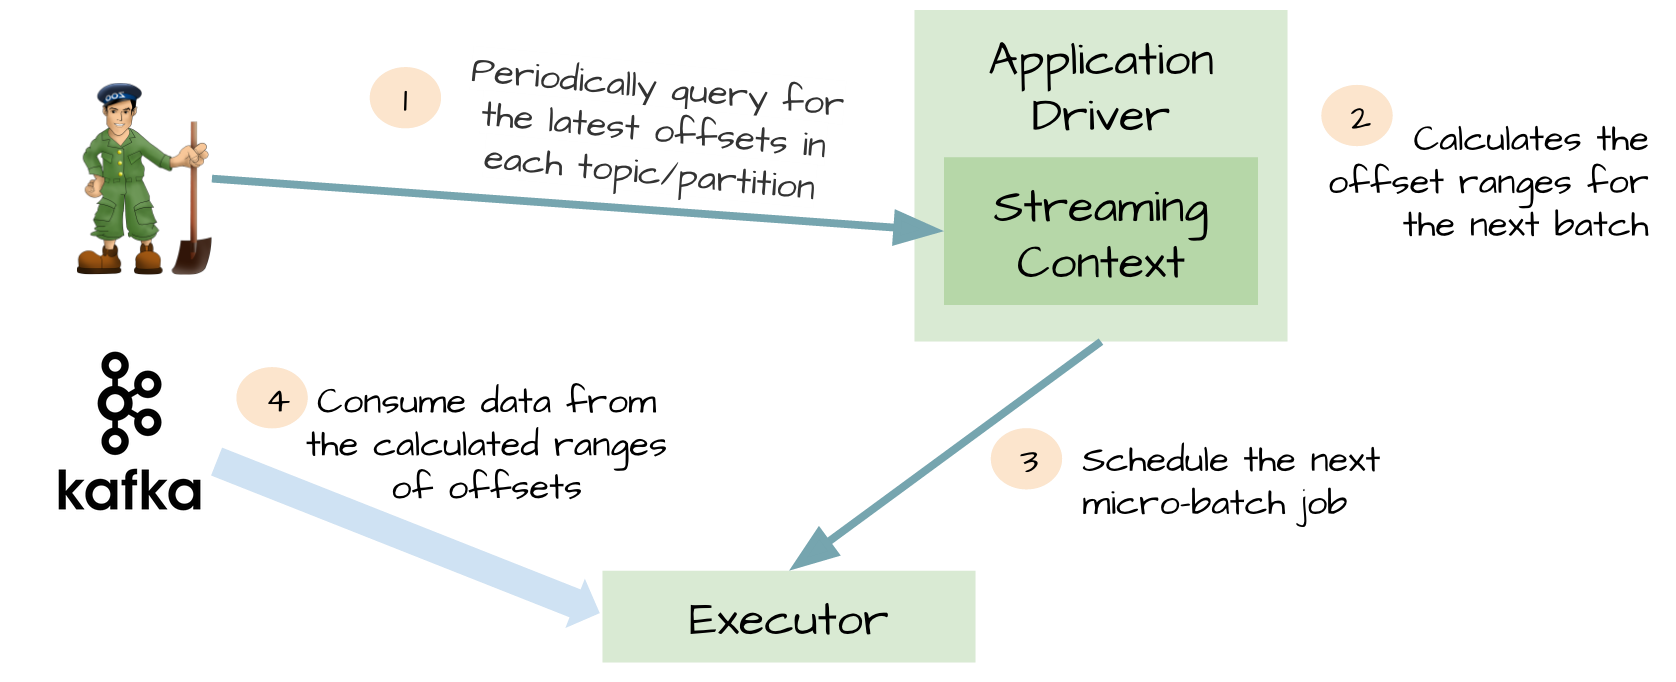 1
Periodically query for
the latest offsets in
each topic/partition
Application
Driver
Streaming
Context
2
Calculates the
offset ranges for
the next batch
kafka
4
Consume data from
the calculated ranges
of offsets
3
Schedule the next
micro-batch job
Executor
ZOO